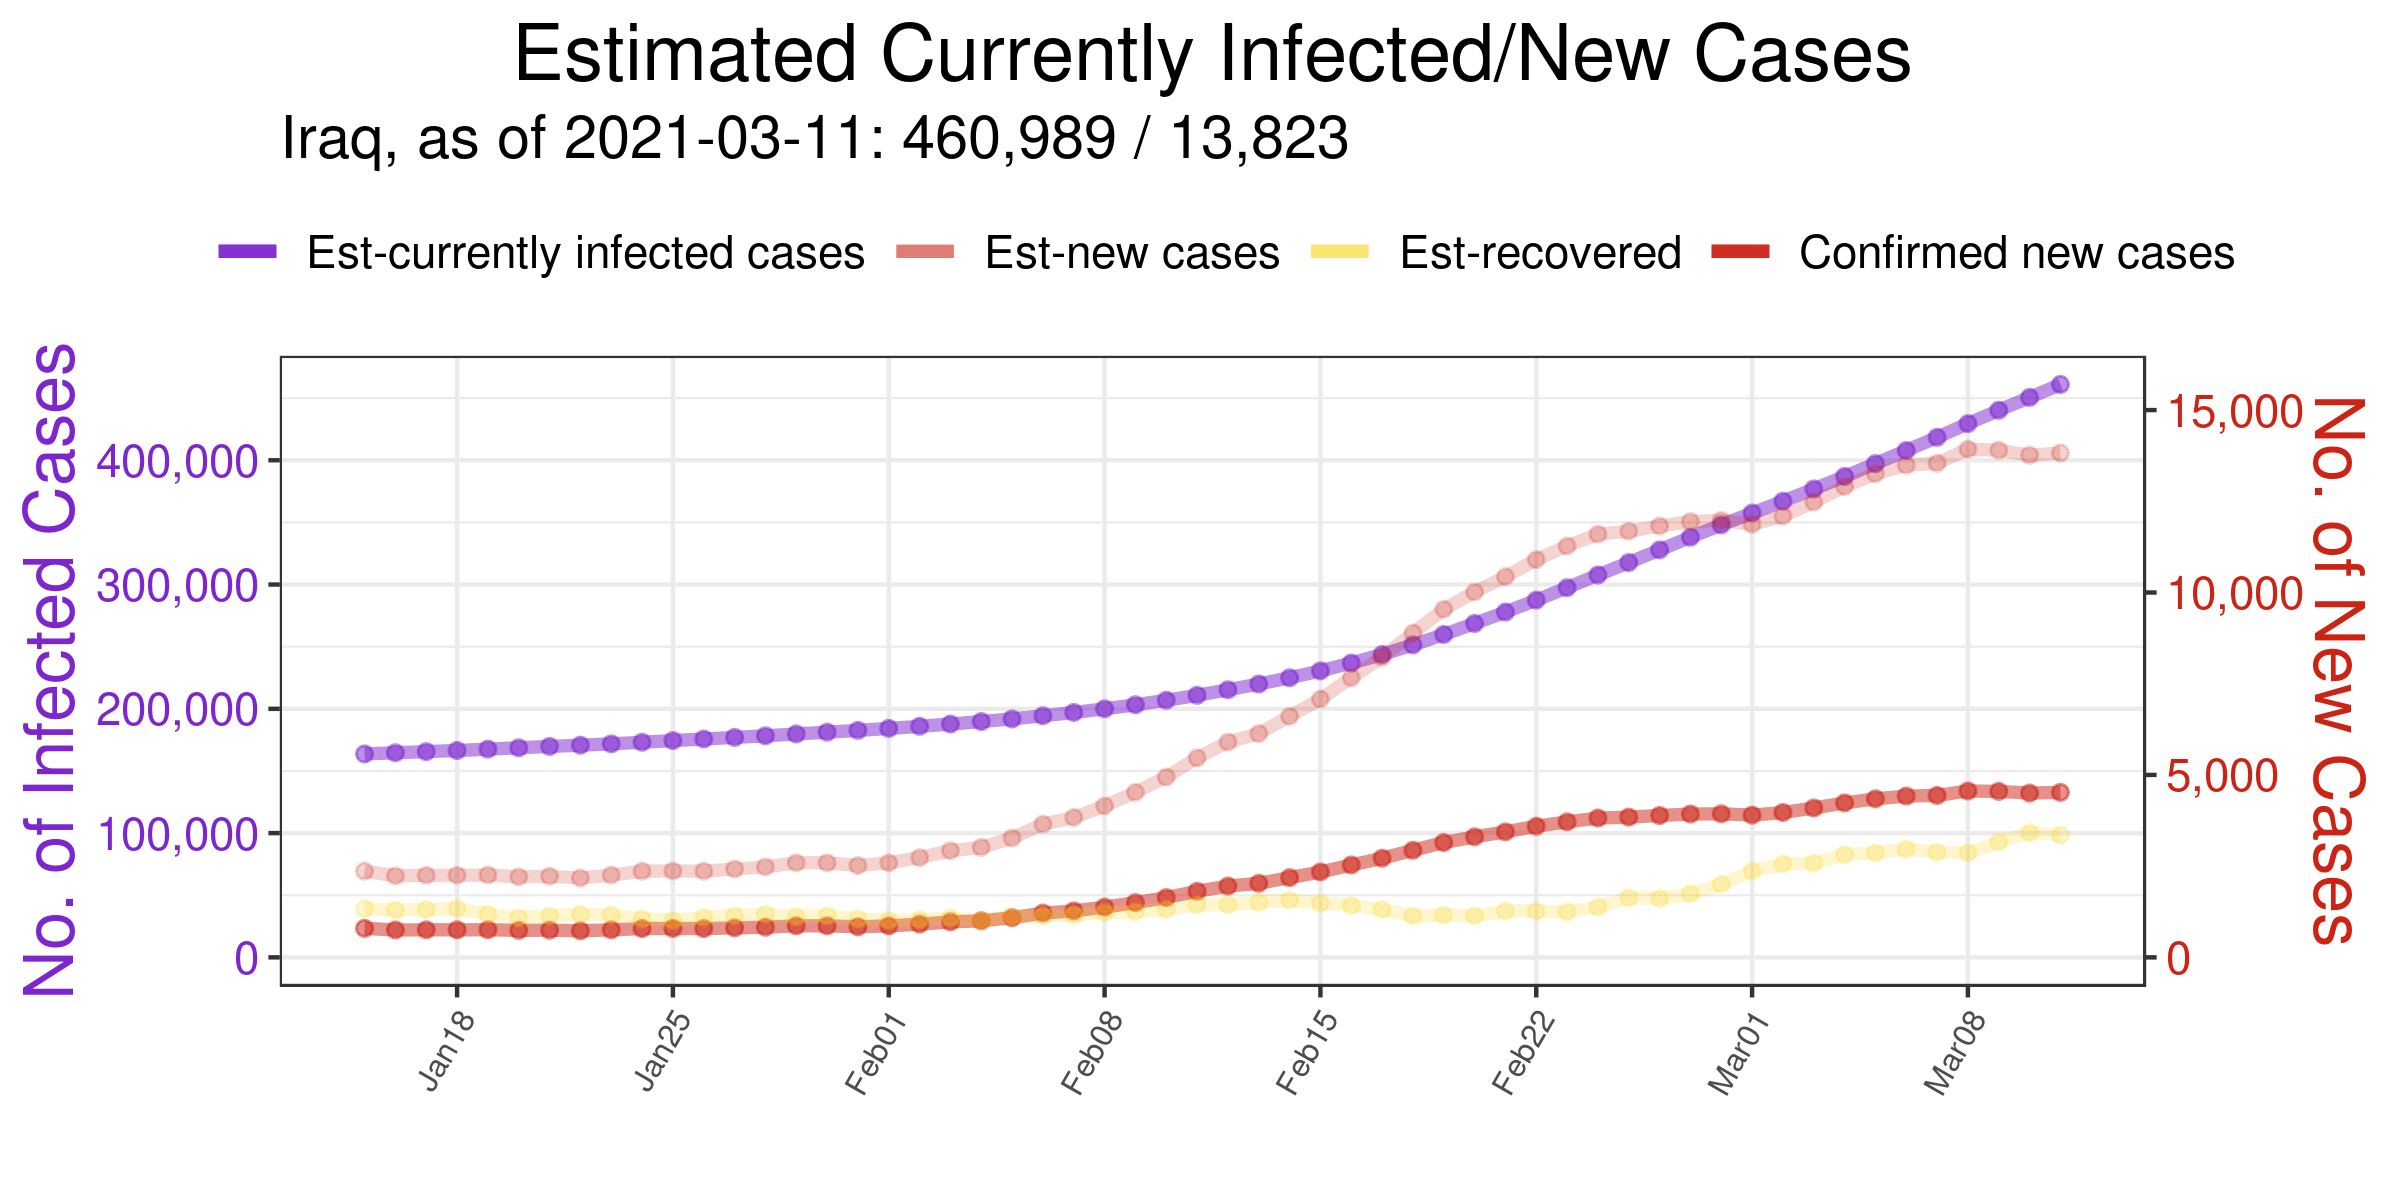 Estimated Currently Infected/New Cases
Iraq, as of 2021-03-11: 460,989 / 13,823
Est-currently infected cases Est-new cases Est-recovered Confirmed new cases
No. of Infected Cases
400,000
300,000
200,000
100,000
0
15,000
10,000
5,000
0
No. of New Cases
Jan18 Jan25 Feb01 Feb08 Feb15 Feb22 Mar01 Mar08